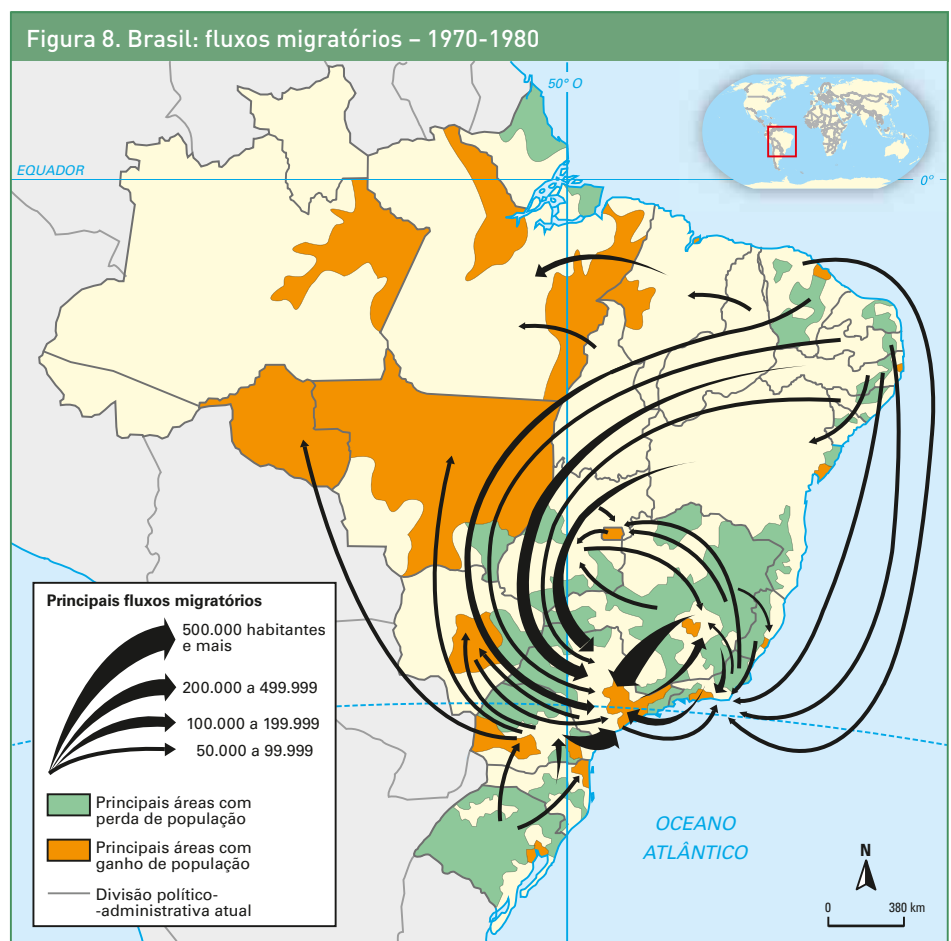 Figura 8. Brasil: fluxos migratórios – 1970-1980
50° O
EQUADOR
0°
Principais fluxos migratórios
500.000 habitantes
e mais
200.000 a 499.999
100.000 a 199.999
50.000 a 99.999
Principais áreas com
perda de população
Principais áreas com
ganho de população
Divisão político-
-administrativa atual
OCEANO
ATLÂNTICO
N
0 380 km